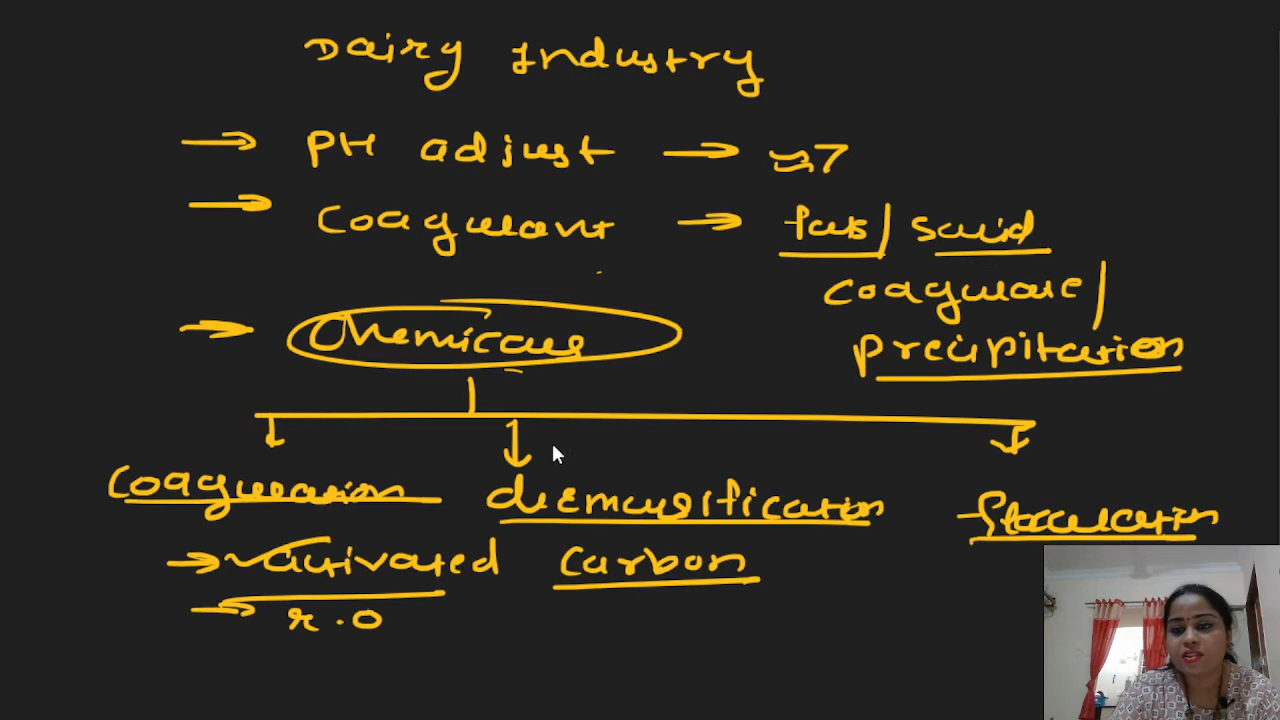 Dairy Industry
→ PH adjust → ≃7
→ Coagulant → fats/ Solid
Coagulate/
precipitation
→ Chemicals
Coagulation demulsification flocculation
→ Activated Carbon
→ r.o